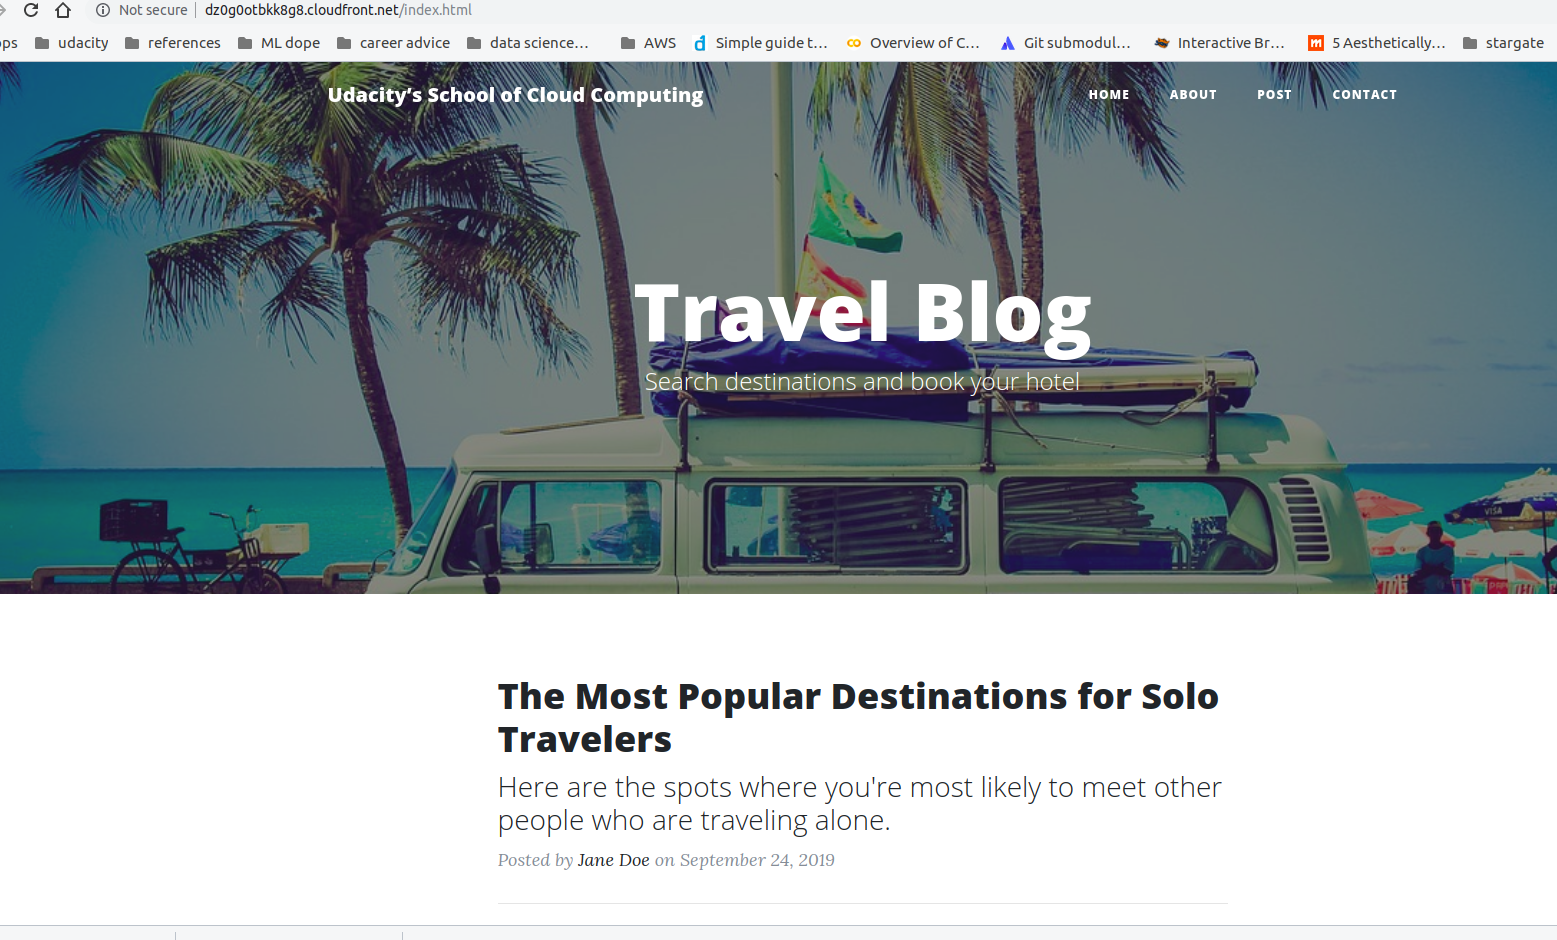 Not secure dz0g0otbkk8g8.cloudfront.net/index.html
udacity references ML dope career advice data science… AWS Simple guide t… Overview of C… Git submodul… Interactive Br… 5 Aesthetically… stargate
Udacity’s School of Cloud Computing HOME ABOUT POST CONTACT
Travel Blog
Search destinations and book your hotel
VISA
The Most Popular Destinations for Solo
Travelers
Here are the spots where you're most likely to meet other
people who are traveling alone.
Posted by Jane Doe on September 24, 2019